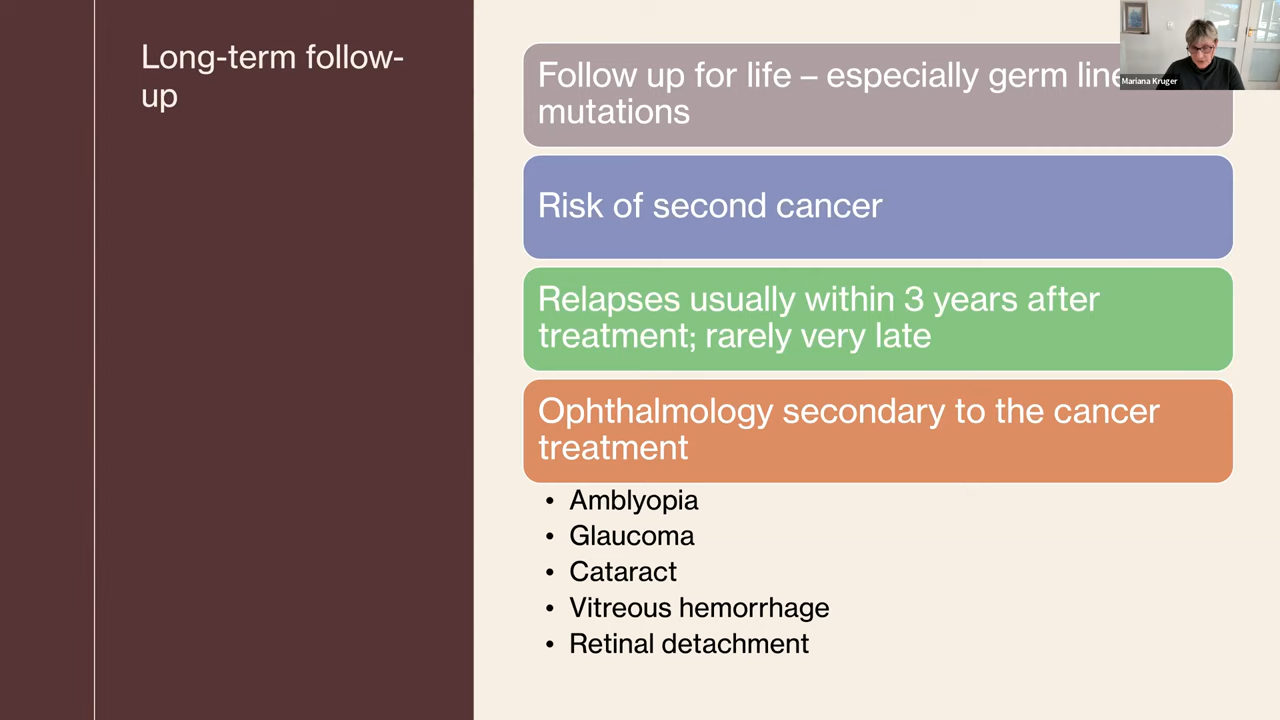 Long-term follow-
up
Follow up for life – especially germ line
mutations
Mariana Kruger
Risk of second cancer
Relapses usually within 3 years after
treatment; rarely very late
Ophthalmology secondary to the cancer
treatment
• Amblyopia
• Glaucoma
• Cataract
• Vitreous hemorrhage
• Retinal detachment